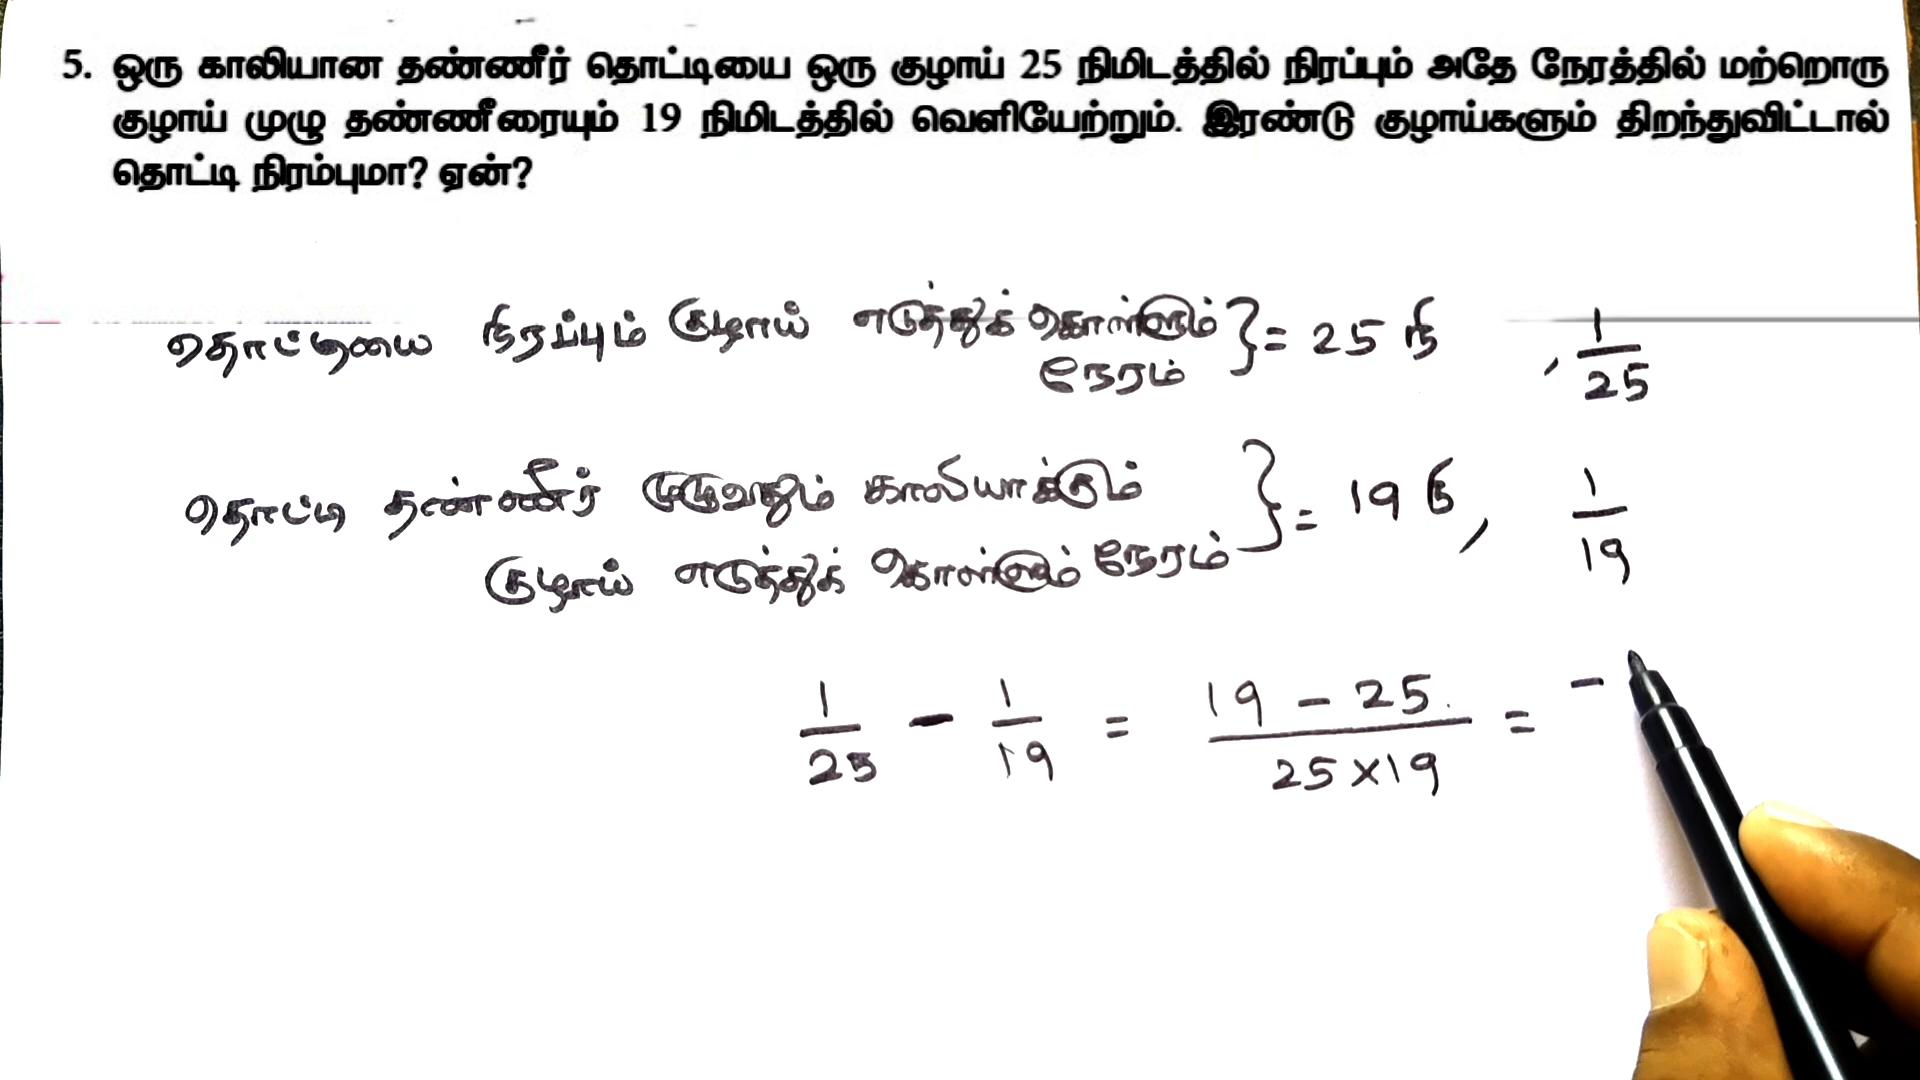 5. ஒரு காலியான தண்ணீர் தொட்டியை ஒரு குழாய் 25 நிமிடத்தில் நிரப்பும் அதே நேரத்தில் மற்றொரு
குழாய் முழு தண்ணீரையும் 19 நிமிடத்தில் வெளியேற்றும். இரண்டு குழாய்களும் திறந்துவிட்டால்
தொட்டி நிரம்புமா? ஏன்?
தொட்டியை நிரப்பும் குழாய் எடுத்துக் கொள்ளும் } = 25 நி , 1/25
நேரம்
தொட்டி தண்ணீர் முழுவதும் காலியாக்கும் } = 19 நி, 1/19
குழாய் எடுத்துக் கொள்ளும் நேரம்
1/25 - 1/19 = 19 - 25 / 25 × 19 = -